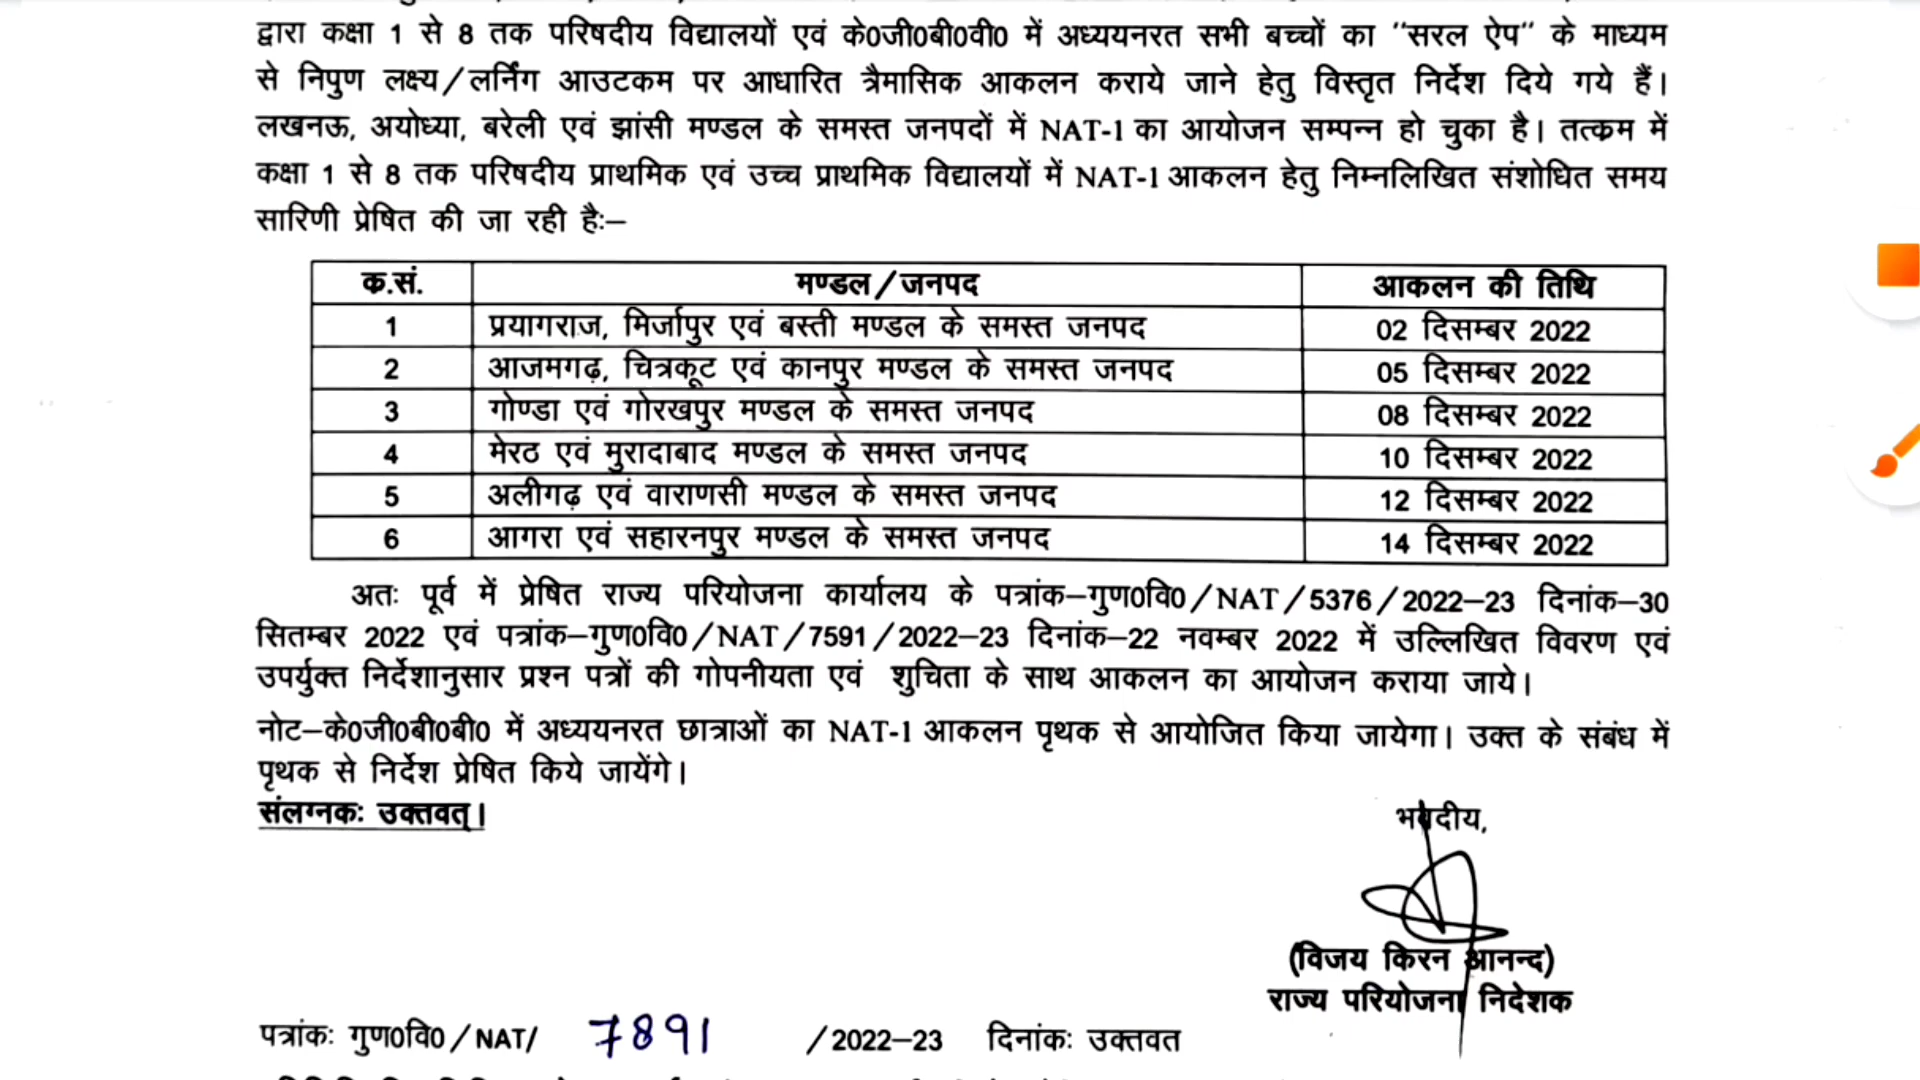 द्वारा कक्षा 1 से 8 तक परिषदीय विद्यालयों एवं के0जी0बी0वी0 में अध्ययनरत सभी बच्चों का "सरल ऐप" के माध्यम
से निपुण लक्ष्य/लर्निंग आउटकम पर आधारित त्रैमासिक आकलन कराये जाने हेतु विस्तृत निर्देश दिये गये हैं।
लखनऊ, अयोध्या, बरेली एवं झांसी मण्डल के समस्त जनपदों में NAT-1 का आयोजन सम्पन्न हो चुका है। तत्क्रम में
कक्षा 1 से 8 तक परिषदीय प्राथमिक एवं उच्च प्राथमिक विद्यालयों में NAT-1 आकलन हेतु निम्नलिखित संशोधित समय
सारिणी प्रेषित की जा रही है:–
क्र.सं. मण्डल/जनपद आकलन की तिथि
1 प्रयागराज, मिर्जापुर एवं बस्ती मण्डल के समस्त जनपद 02 दिसम्बर 2022
2 आजमगढ़, चित्रकूट एवं कानपुर मण्डल के समस्त जनपद 05 दिसम्बर 2022
3 गोण्डा एवं गोरखपुर मण्डल के समस्त जनपद 08 दिसम्बर 2022
4 मेरठ एवं मुरादाबाद मण्डल के समस्त जनपद 10 दिसम्बर 2022
5 अलीगढ़ एवं वाराणसी मण्डल के समस्त जनपद 12 दिसम्बर 2022
6 आगरा एवं सहारनपुर मण्डल के समस्त जनपद 14 दिसम्बर 2022
अतः पूर्व में प्रेषित राज्य परियोजना कार्यालय के पत्रांक–गुण0वि0/NAT/5376/2022–23 दिनांक–30
सितम्बर 2022 एवं पत्रांक–गुण0वि0/NAT/7591/2022–23 दिनांक–22 नवम्बर 2022 में उल्लिखित विवरण एवं
उपर्युक्त निर्देशानुसार प्रश्न पत्रों की गोपनीयता एवं शुचिता के साथ आकलन का आयोजन कराया जाये।
नोट–के0जी0बी0बी0 में अध्ययनरत छात्राओं का NAT-1 आकलन पृथक से आयोजित किया जायेगा। उक्त के संबंध में
पृथक से निर्देश प्रेषित किये जायेंगे।
संलग्नकः उक्तवत्।
भवदीय,
(विजय किरन आनन्द)
राज्य परियोजना निदेशक
पत्रांकः गुण0वि0/NAT/ 7891 /2022–23 दिनांकः उक्तवत